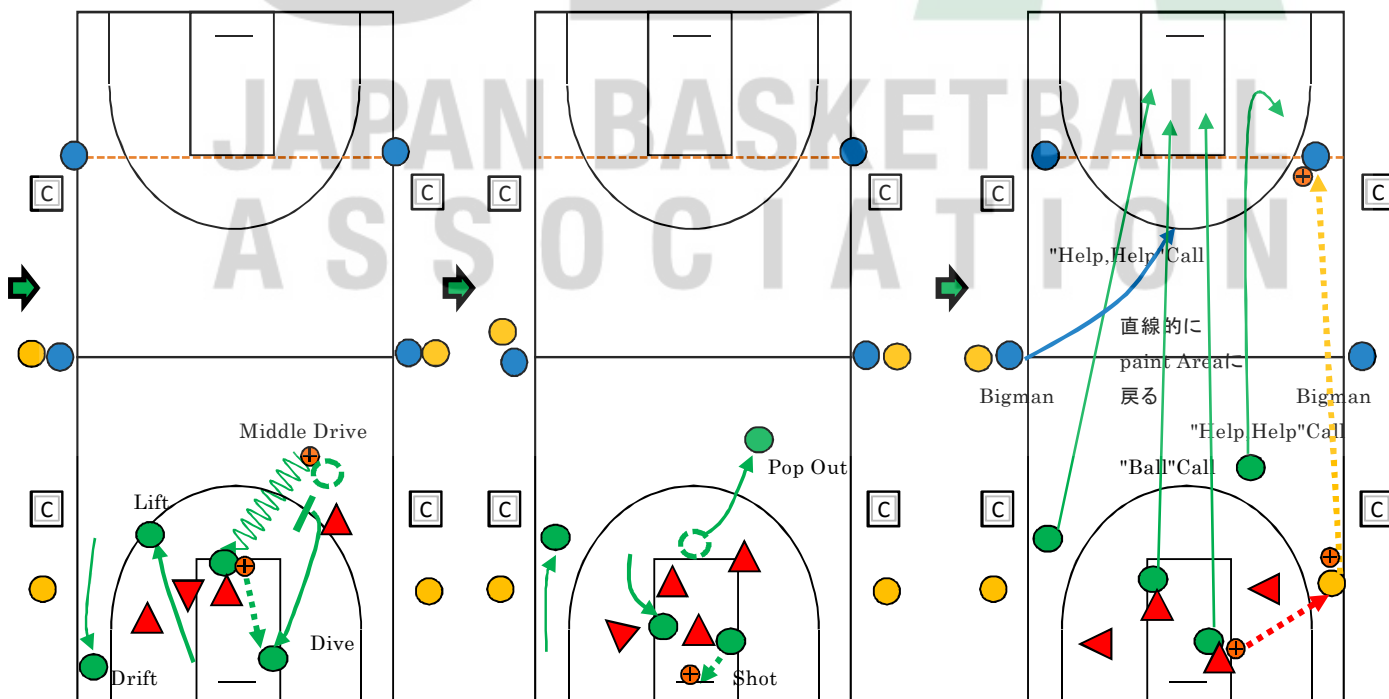 JAPAN BASKETBALL
ASSOCIATION
C
C
C
C
C
C
"Help,Help"Call
直線的に
paint Areaに
戻る
Bigman
Bigman
Middle Drive
"Help,Help"Call
Pop Out
"Ball"Call
Lift
C
C
C
C
C
C
Dive
Drift
Shot